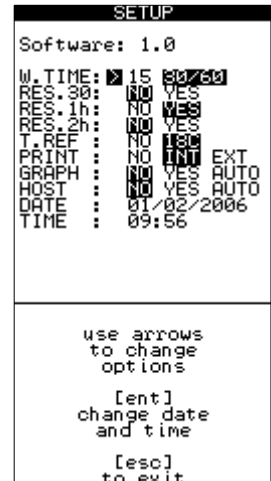 SETUP
Software: 1.0
W.TIME: > 15 30/60
RES.30: NO YES
RES.1h: NO YES
RES.2h: NO YES
T.REF : NO 18C
PRINT : NO INT EXT
GRAPH : NO YES AUTO
HOST : NO YES AUTO
DATE : 01/02/2006
TIME : 09:56
use arrows
to change
options
[ent]
change date
and time
[esc]
to exit